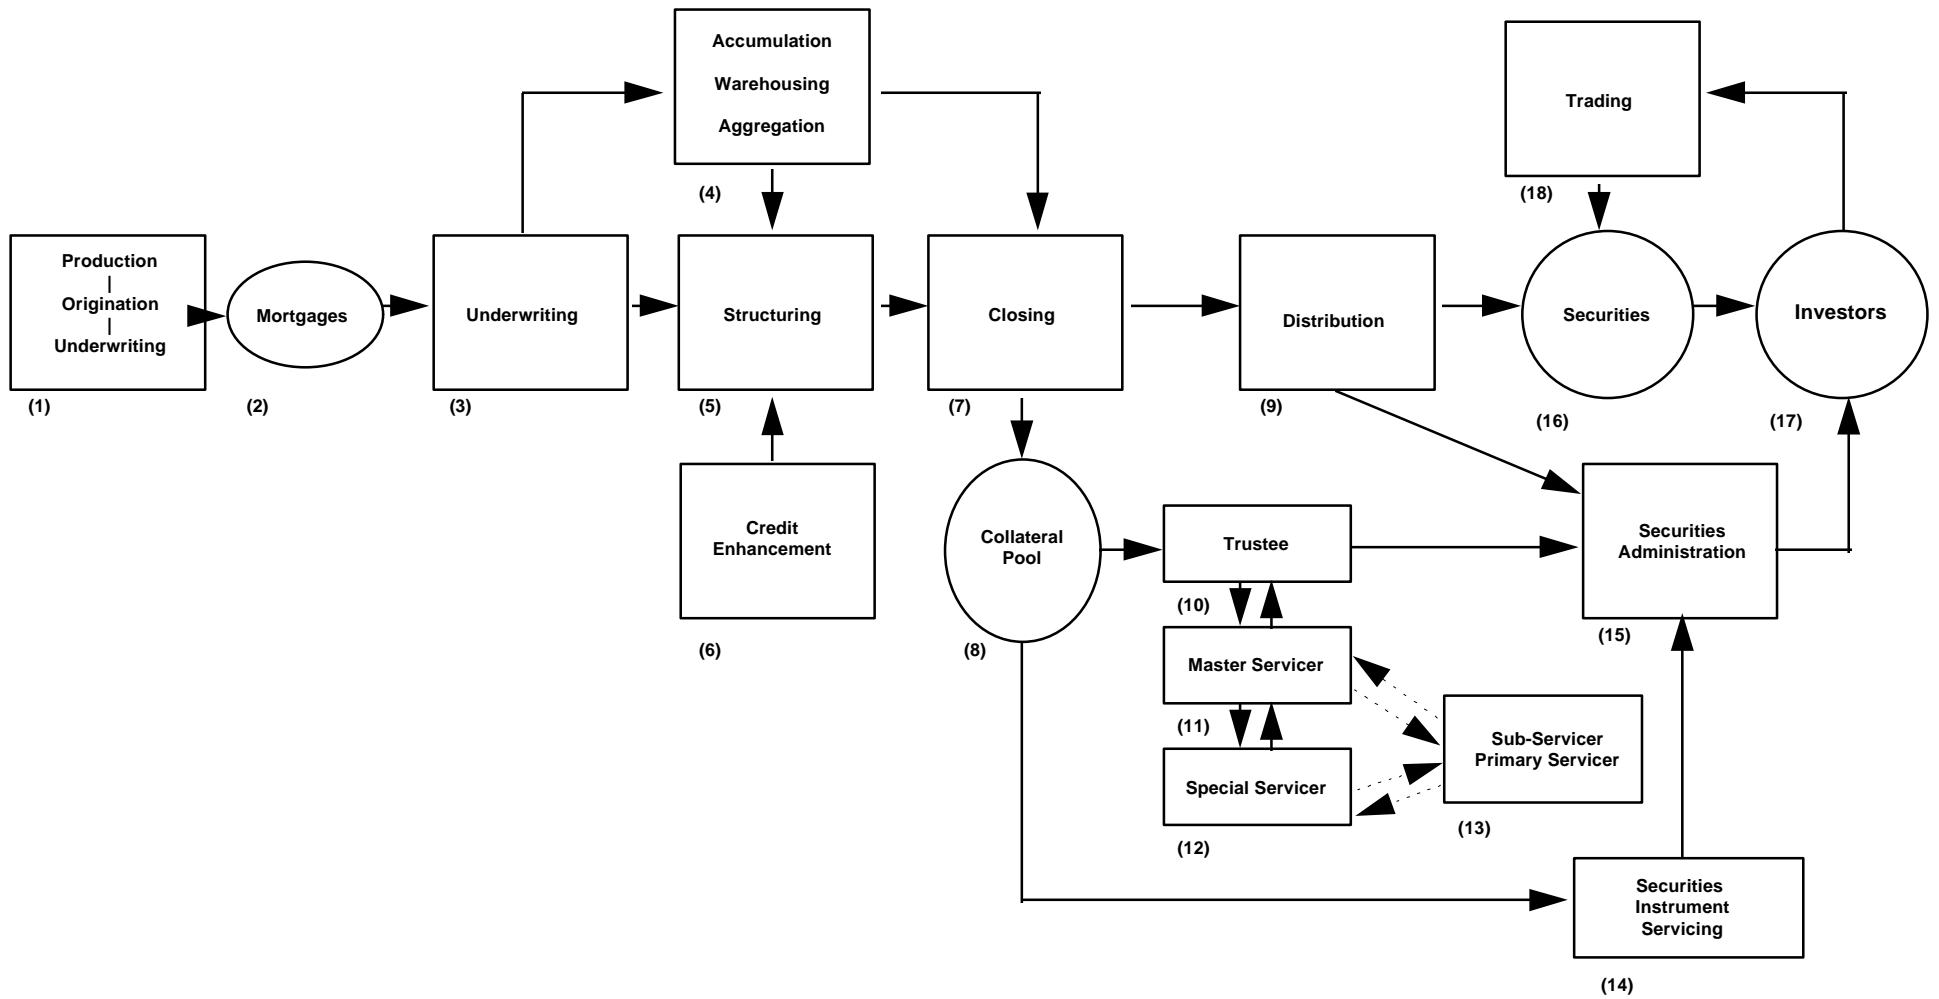 Accumulation
Warehousing
Aggregation
(4)
Trading
(18)
Production
|
Origination
|
Underwriting
(1)
Mortgages
(2)
Underwriting
(3)
Structuring
(5)
Closing
(7)
Distribution
(9)
Securities
(16)
Investors
(17)
Credit
Enhancement
(6)
Collateral
Pool
(8)
Trustee
(10)
Master Servicer
(11)
Special Servicer
(12)
Sub-Servicer
Primary Servicer
(13)
Securities
Administration
(15)
Securities
Instrument
Servicing
(14)